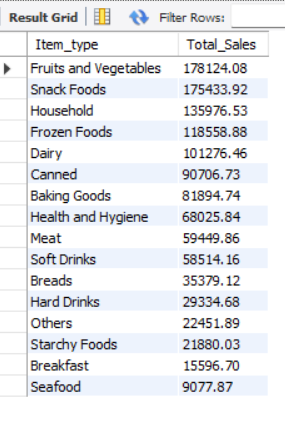 Result Grid Filter Rows:
Item_type Total_Sales
Fruits and Vegetables 178124.08
Snack Foods 175433.92
Household 135976.53
Frozen Foods 118558.88
Dairy 101276.46
Canned 90706.73
Baking Goods 81894.74
Health and Hygiene 68025.84
Meat 59449.86
Soft Drinks 58514.16
Breads 35379.12
Hard Drinks 29334.68
Others 22451.89
Starchy Foods 21880.03
Breakfast 15596.70
Seafood 9077.87